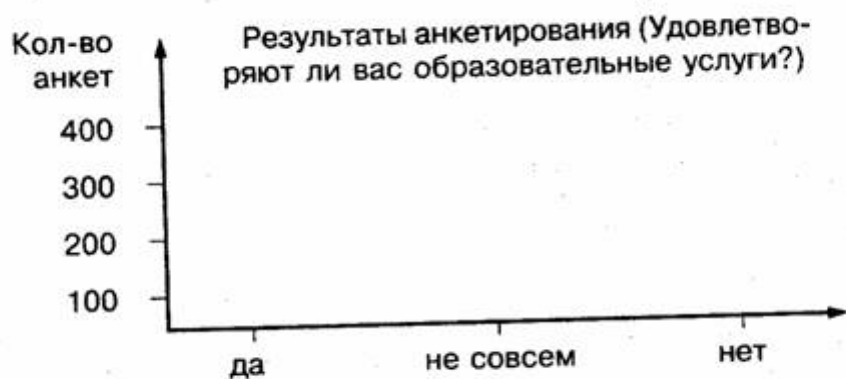 Кол-во
анкет
Результаты анкетирования (Удовлетво-
ряют ли вас образовательные услуги?)
400
300
200
100
да
не совсем
нет